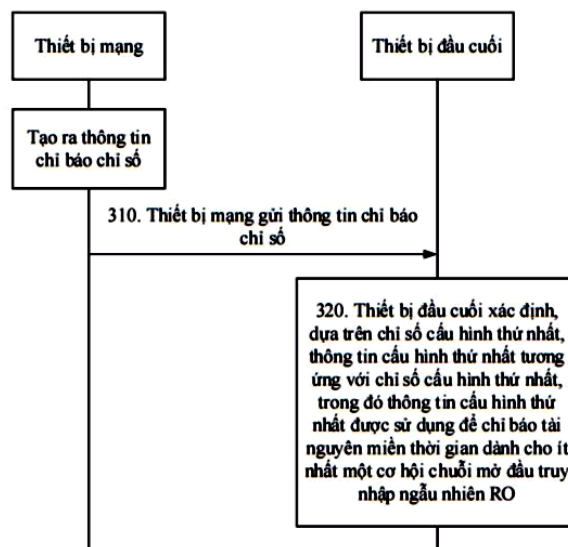 Thiết bị mạng
Thiết bị đầu cuối
Tạo ra thông tin
chỉ báo chỉ số
310. Thiết bị mạng gửi thông tin chỉ báo
chỉ số
320. Thiết bị đầu cuối xác định,
dựa trên chỉ số cấu hình thứ nhất,
thông tin cấu hình thứ nhất tương
ứng với chỉ số cấu hình thứ nhất,
trong đó thông tin cấu hình thứ
nhất được sử dụng để chỉ báo tài
nguyên miền thời gian dành cho ít
nhất một cơ hội chuỗi mở đầu truy
nhập ngẫu nhiên RO